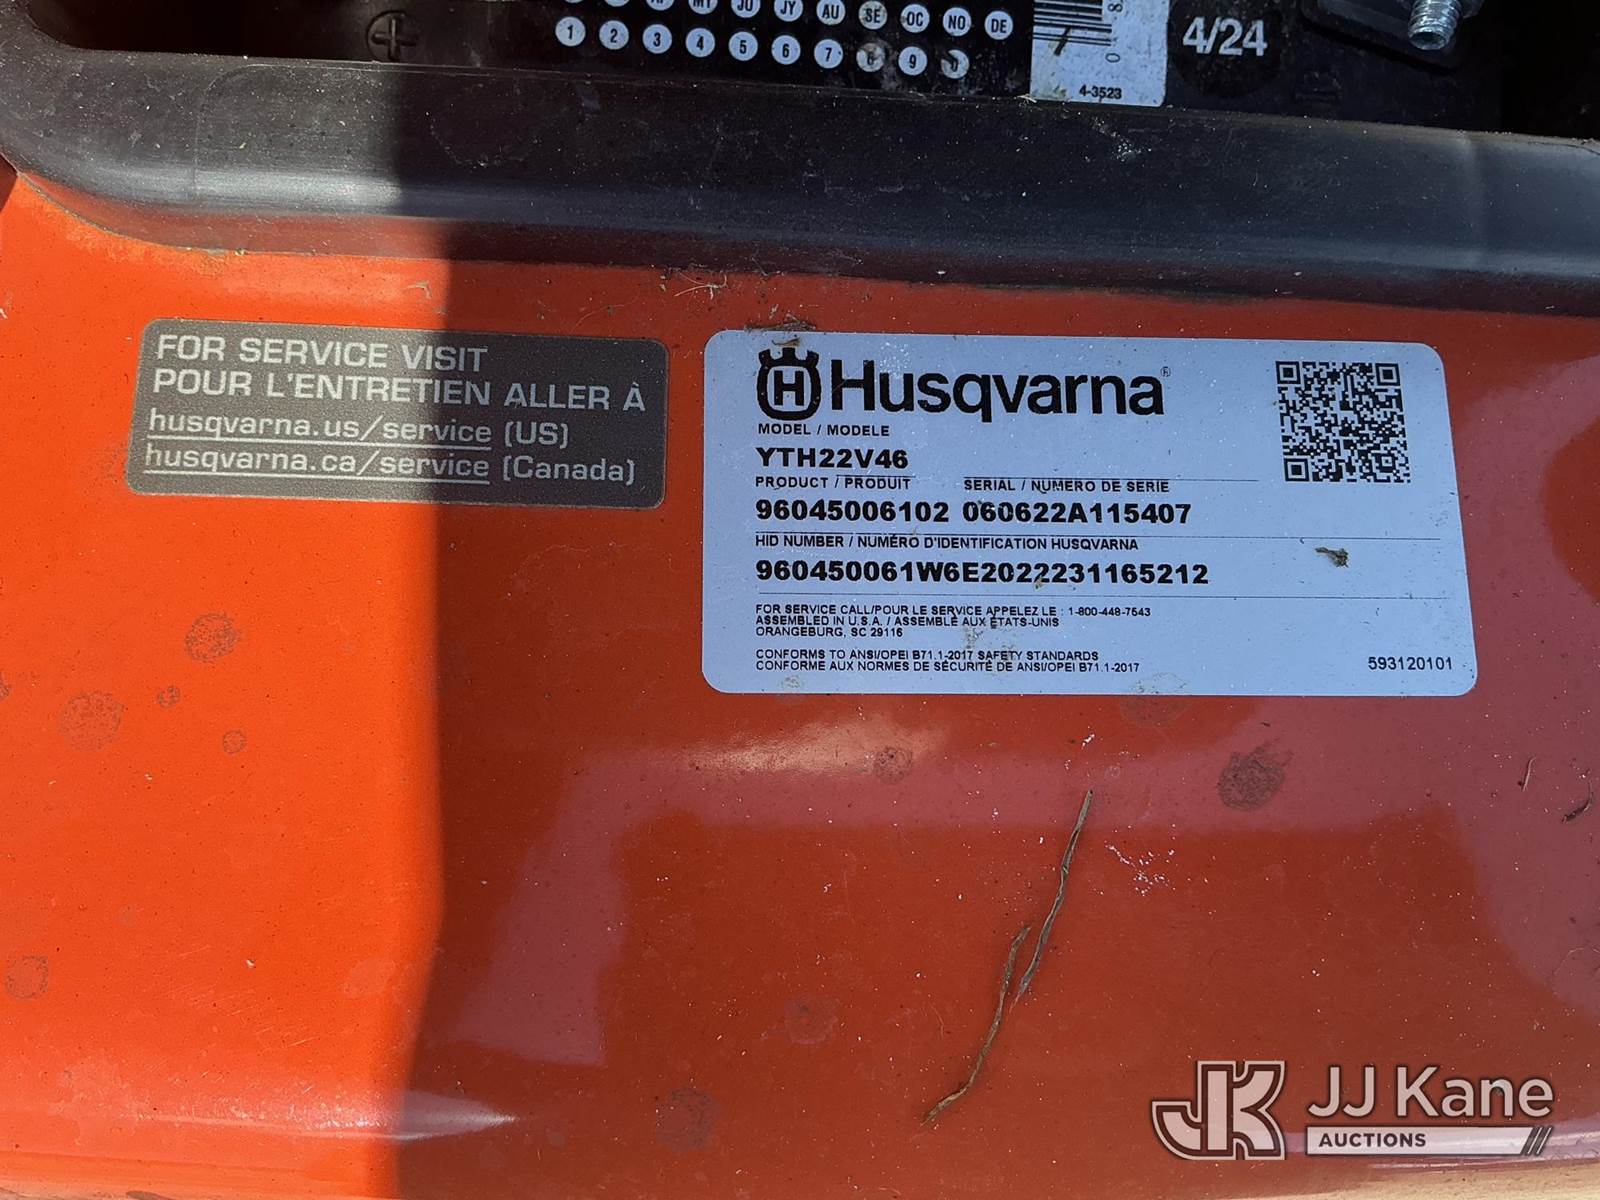 MY JU JY AU SE OC NO DE
1 2 3 4 5 6 7 8 9
4/24
4-3523
FOR SERVICE VISIT
POUR L'ENTRETIEN ALLER À
husqvarna.us/service (US)
husqvarna.ca/service (Canada)
H Husqvarna®
MODEL / MODELE
YTH22V46
PRODUCT / PRODUIT SERIAL / NUMERO DE SERIE
96045006102 060622A115407
HID NUMBER / NUMÉRO D'IDENTIFICATION HUSQVARNA
960450061W6E2022231165212
FOR SERVICE CALL/POUR LE SERVICE APPELEZ LE : 1-800-448-7543
ASSEMBLED IN U.S.A. / ASSEMBLÉ AUX ÉTATS-UNIS
ORANGEBURG, SC 29116
CONFORMS TO ANSI/OPEI B71.1-2017 SAFETY STANDARDS
CONFORME AUX NORMES DE SÉCURITÉ DE ANSI/OPEI B71.1-2017
593120101
JK JJ Kane
AUCTIONS